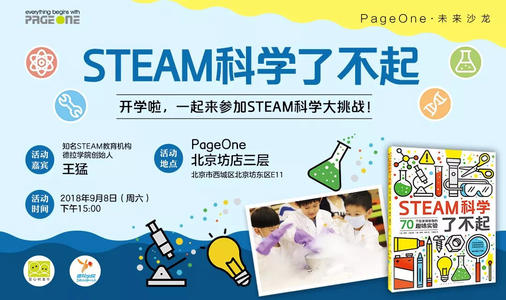 everything begins with
PAGEONE
PageOne·未来沙龙
STEAM科学了不起
开学啦，一起来参加STEAM科学大挑战！
活动
嘉宾
知名STEAM教育机构
德拉学院创始人
王猛
活动
地点
PageOne
北京坊店三层
北京市西城区北京坊东区E11
活动
时间
2018年9月8日（周六）
下午15:00
STEAM科学
70
趣味实验
了不起